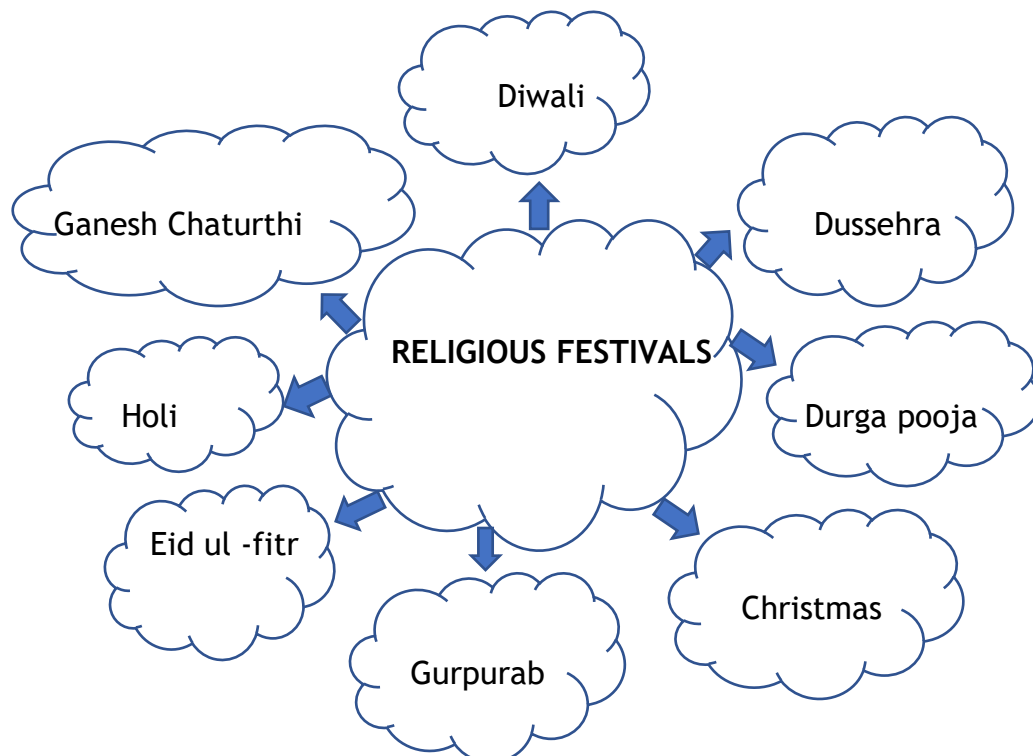 Diwali
Ganesh Chaturthi
Dussehra
RELIGIOUS FESTIVALS
Holi
Durga pooja
Eid ul -fitr
Christmas
Gurpurab